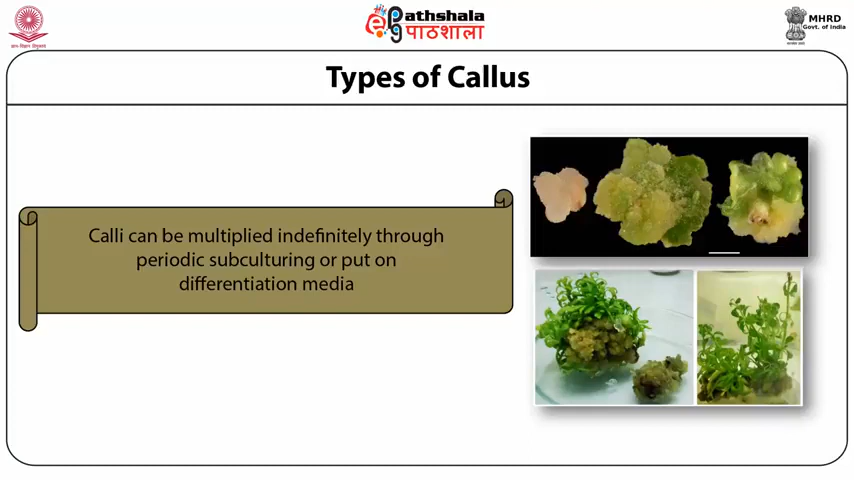 ePathshala
पाठशाला
MHRD
Govt. of India
Types of Callus
Calli can be multiplied indefinitely through
periodic subculturing or put on
differentiation media